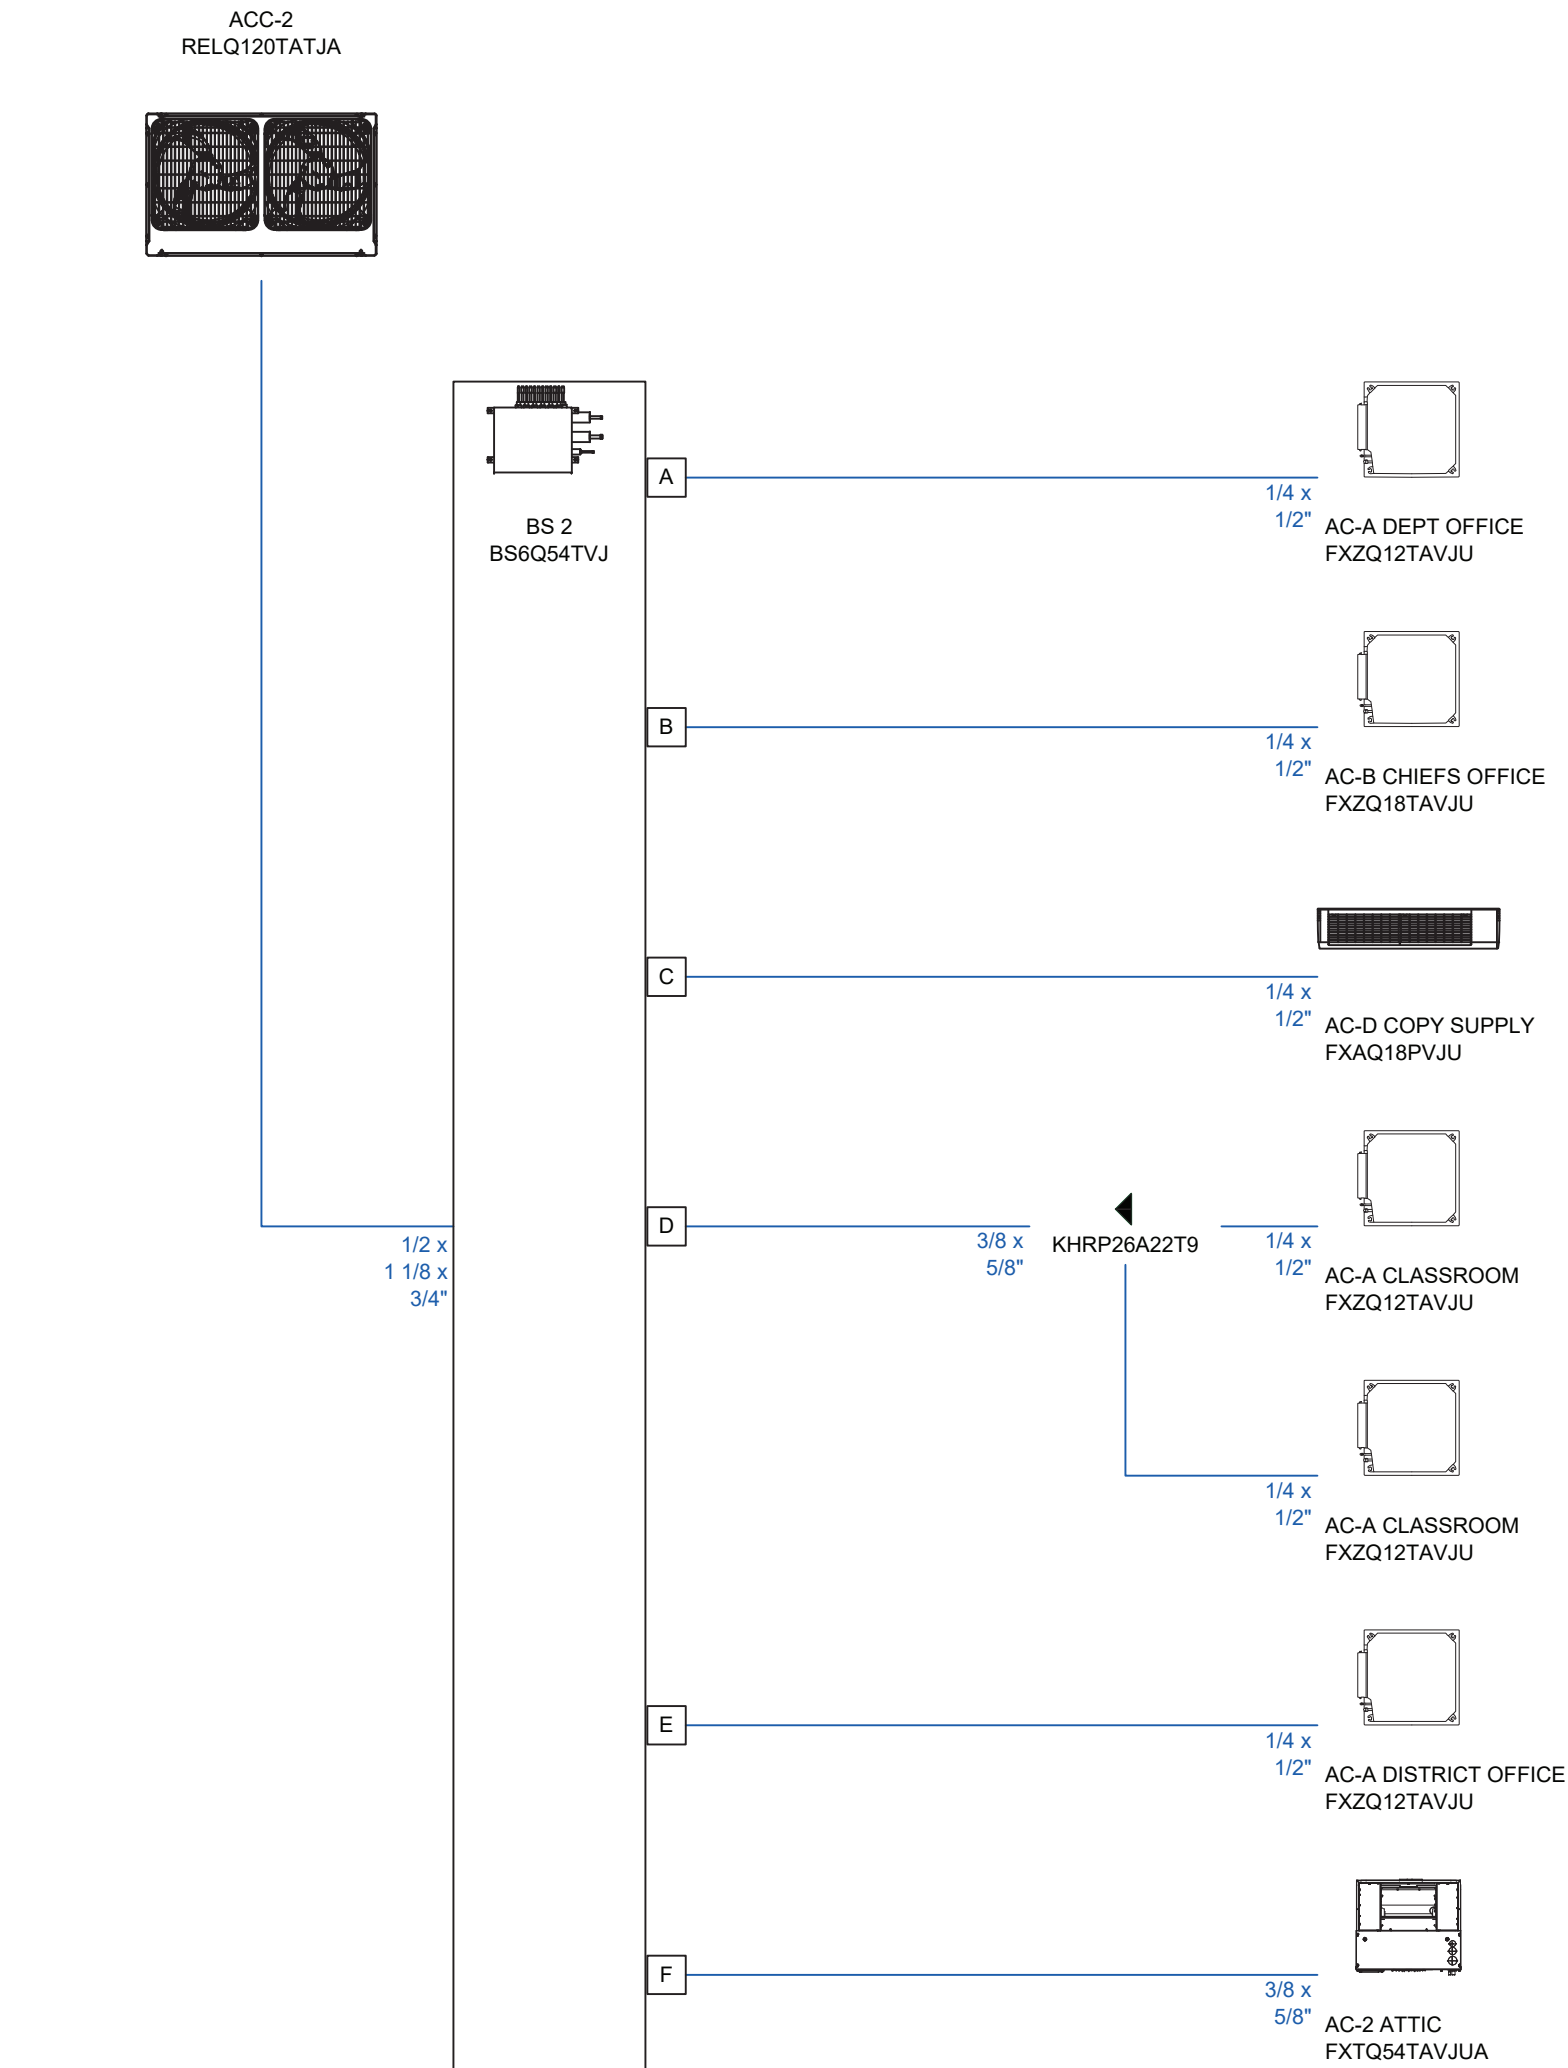 ACC-2
RELQ120TATJA
BS 2
BS6Q54TVJ
A
1/4 x
1/2"
AC-A DEPT OFFICE
FXZQ12TAVJU
B
1/4 x
1/2"
AC-B CHIEFS OFFICE
FXZQ18TAVJU
C
1/4 x
1/2"
AC-D COPY SUPPLY
FXAQ18PVJU
1/2 x
1 1/8 x
3/4"
D
3/8 x
5/8"
KHRP26A22T9
1/4 x
1/2"
AC-A CLASSROOM
FXZQ12TAVJU
1/4 x
1/2"
AC-A CLASSROOM
FXZQ12TAVJU
E
1/4 x
1/2"
AC-A DISTRICT OFFICE
FXZQ12TAVJU
F
3/8 x
5/8"
AC-2 ATTIC
FXTQ54TAVJUA